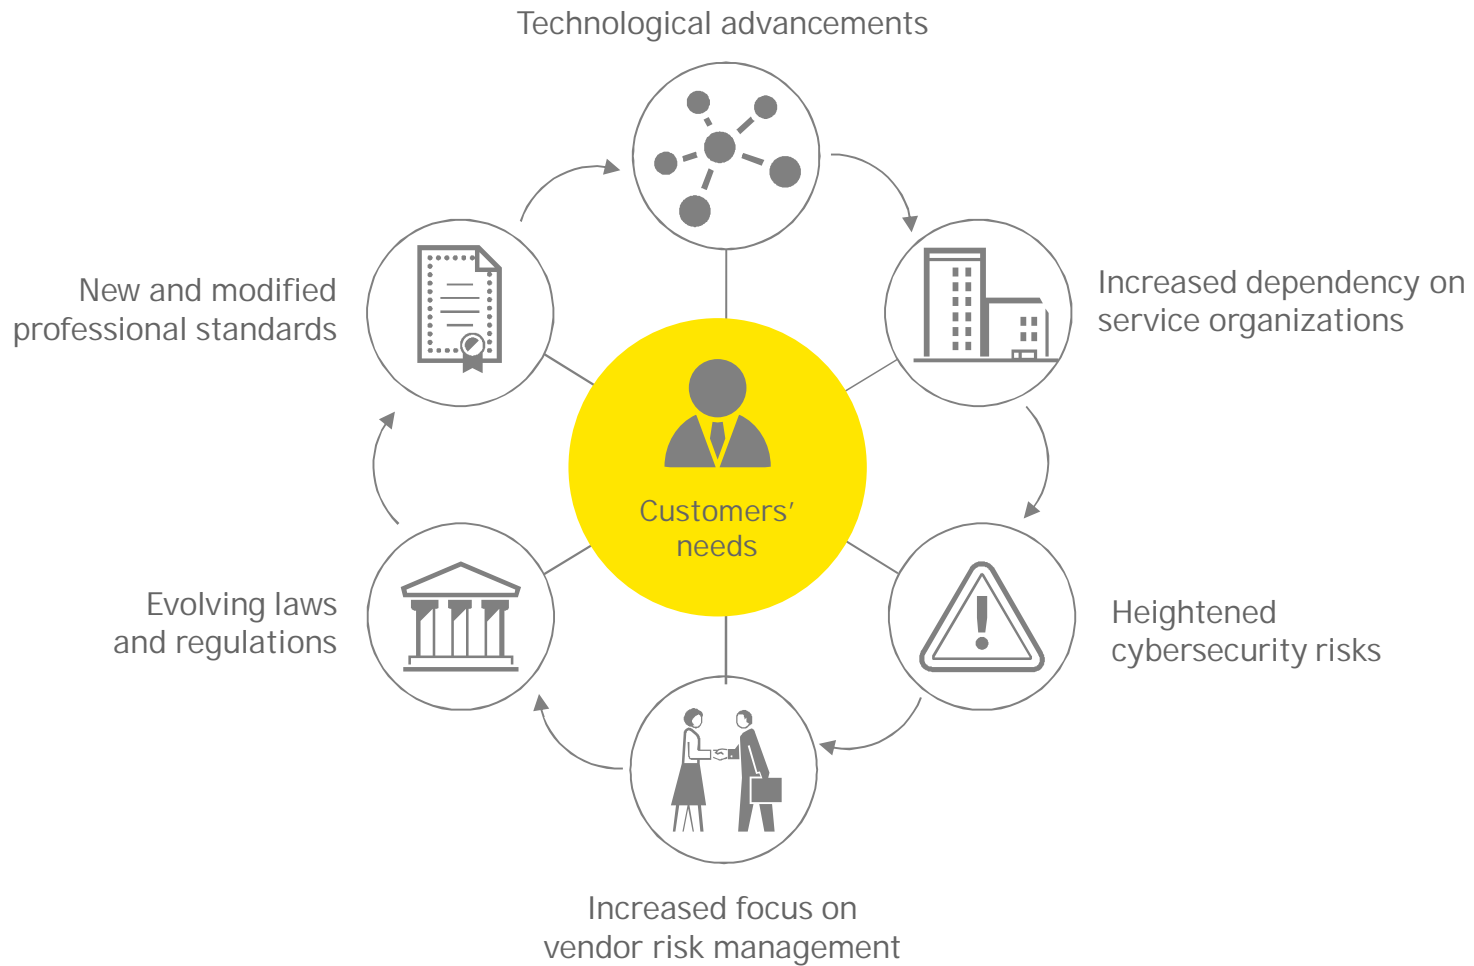 Technological advancements
Increased dependency on
service organizations
Heightened
cybersecurity risks
Increased focus on
vendor risk management
Evolving laws
and regulations
New and modified
professional standards
Customers’
needs